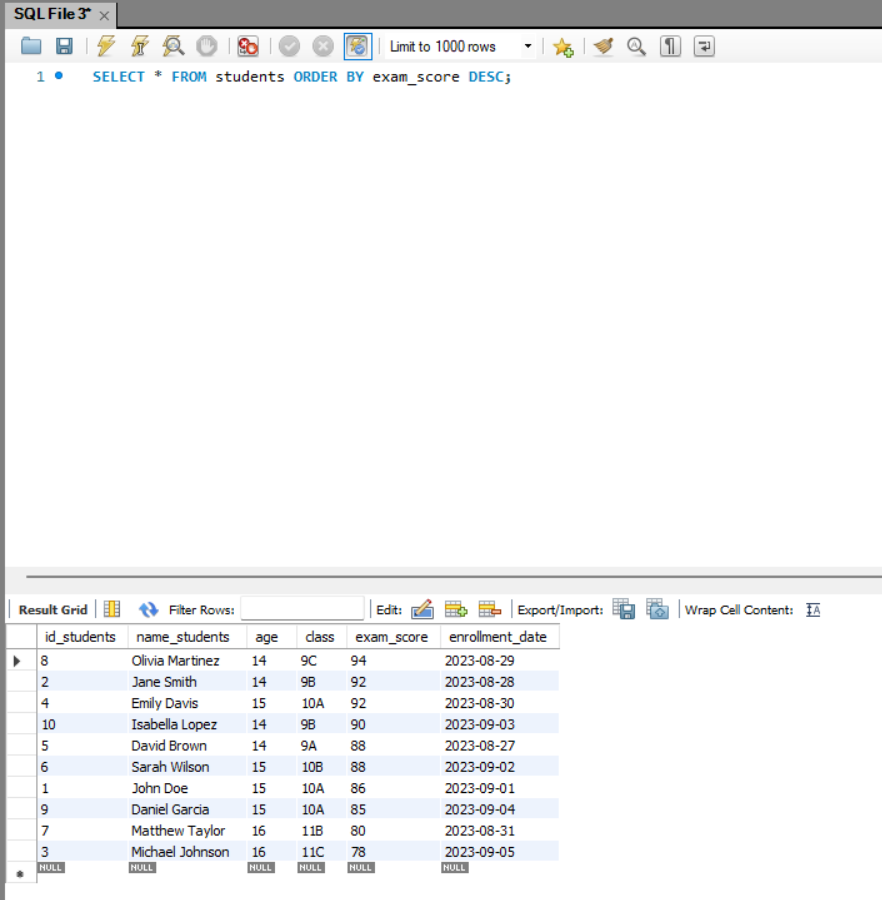 SQL File 3*
Limit to 1000 rows
1 SELECT * FROM students ORDER BY exam_score DESC;
Result Grid Filter Rows: Edit: Export/Import: Wrap Cell Content:
id_students name_students age class exam_score enrollment_date
8 Olivia Martinez 14 9C 94 2023-08-29
2 Jane Smith 14 9B 92 2023-08-28
4 Emily Davis 15 10A 92 2023-08-30
10 Isabella Lopez 14 9B 90 2023-09-03
5 David Brown 14 9A 88 2023-08-27
6 Sarah Wilson 15 10B 88 2023-09-02
1 John Doe 15 10A 86 2023-09-01
9 Daniel Garcia 15 10A 85 2023-09-04
7 Matthew Taylor 16 11B 80 2023-08-31
3 Michael Johnson 16 11C 78 2023-09-05
NULL NULL NULL NULL NULL NULL